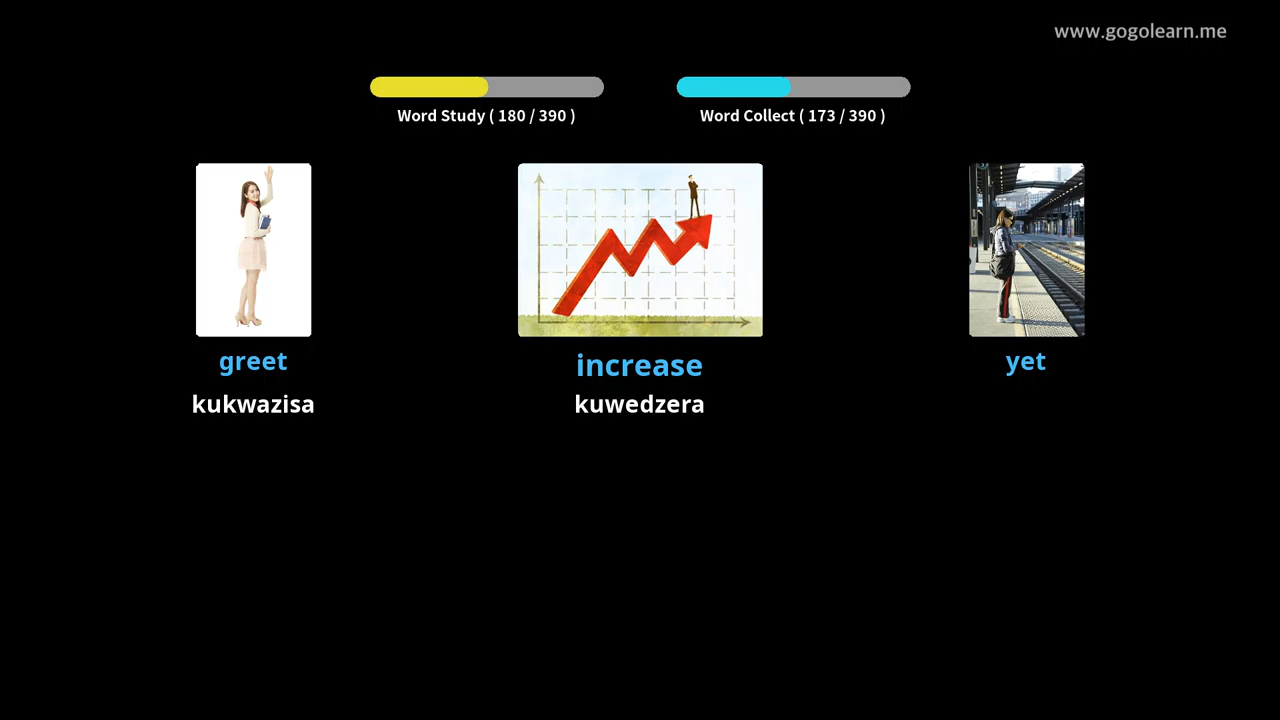 www.gogolearn.me
Word Study ( 180 / 390 )
Word Collect ( 173 / 390 )
greet
increase
yet
kukwazisa
kuwedzera